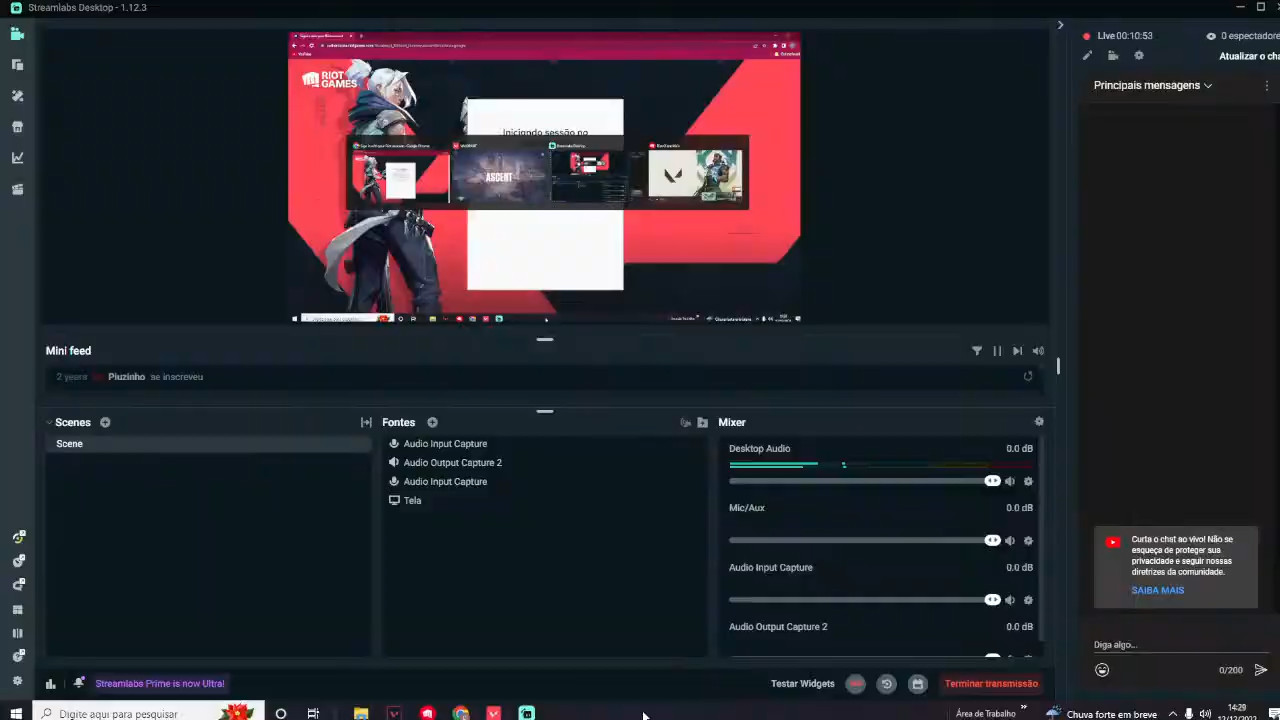 Streamlabs Desktop - 1.12.3
Live 00:10:53
0 espectadore
Atualizar o cha
Principais mensagens
RIOT
GAMES
Iniciando sessão no
ASCENT
Mini feed
2 years Piuzinho se inscreveu
Scenes
Fontes
Mixer
Scene
Audio Input Capture
Audio Output Capture 2
Audio Input Capture
Tela
Desktop Audio 0.0 dB
Mic/Aux 0.0 dB
Audio Input Capture 0.0 dB
Audio Output Capture 2 0.0 dB
Curta o chat ao vivo! Não se
esqueça de proteger sua
privacidade e seguir nossas
diretrizes da comunidade.
SAIBA MAIS
Diga algo...
0/200
Streamlabs Prime is now Ultra!
Testar Widgets
Terminar transmissão
Digite aqui para pesquisar
Área de Trabalho
Chuva forte em breve
14:29